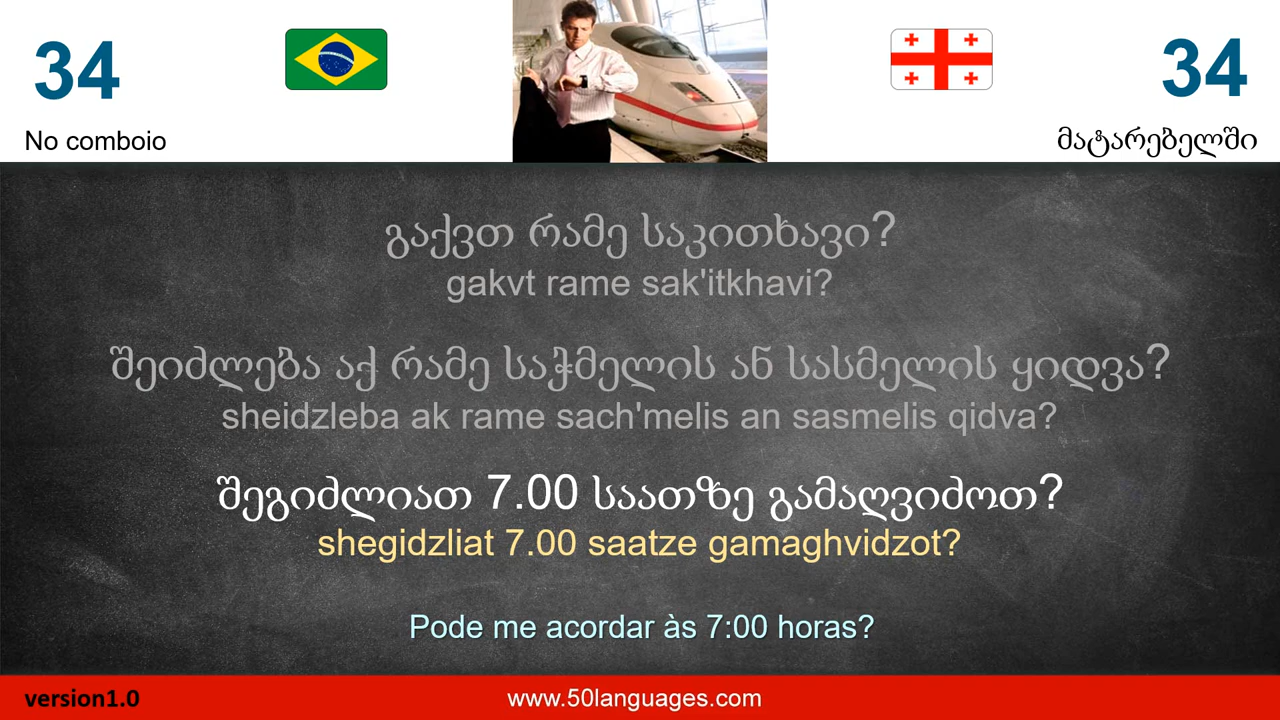 34
34
No comboio
მატარებელში
გაქვთ რამე საკითხავი?
gakvt rame sak'itkhavi?
შეიძლება აქ რამე საჭმელის ან სასმელის ყიდვა?
sheidzleba ak rame sach'melis an sasmelis qidva?
შეგიძლიათ 7.00 საათზე გამაღვიძოთ?
shegidzliat 7.00 saatze gamaghvidzot?
Pode me acordar às 7:00 horas?
version1.0
www.50languages.com